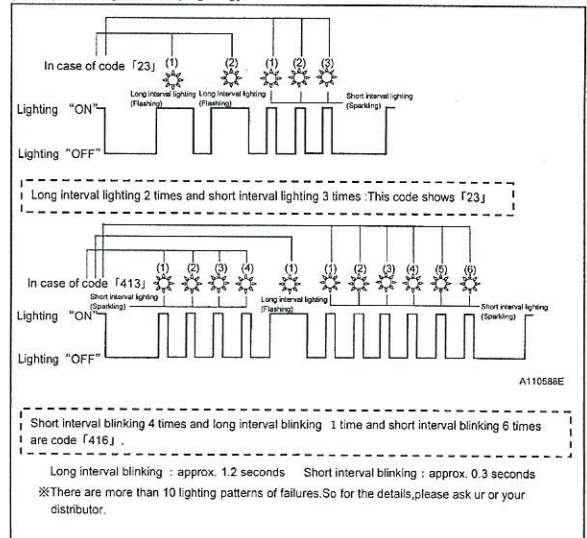 (1) (2) (1) (2) (3)
In case of code「23」
Long interval lighting (Flashing)
Long interval lighting (Flashing)
Short interval lighting (Sparkling)
Lighting "ON"
Lighting "OFF"
Long interval lighting 2 times and short interval lighting 3 times :This code shows「23」
(1) (2) (3) (4) (1) (1) (2) (3) (4) (5) (6)
In case of code「413」
Short interval lighting (Sparkling)
Long interval lighting (Flashing)
Short interval lighting (Sparkling)
Lighting "ON"
Lighting "OFF"
A110588E
Short interval blinking 4 times and long interval blinking 1 time and short interval blinking 6 times
are code「416」.
Long interval blinking : approx. 1.2 seconds Short interval blinking : approx. 0.3 seconds
※There are more than 10 lighting patterns of failures.So for the details,please ask ur or your
distributor.